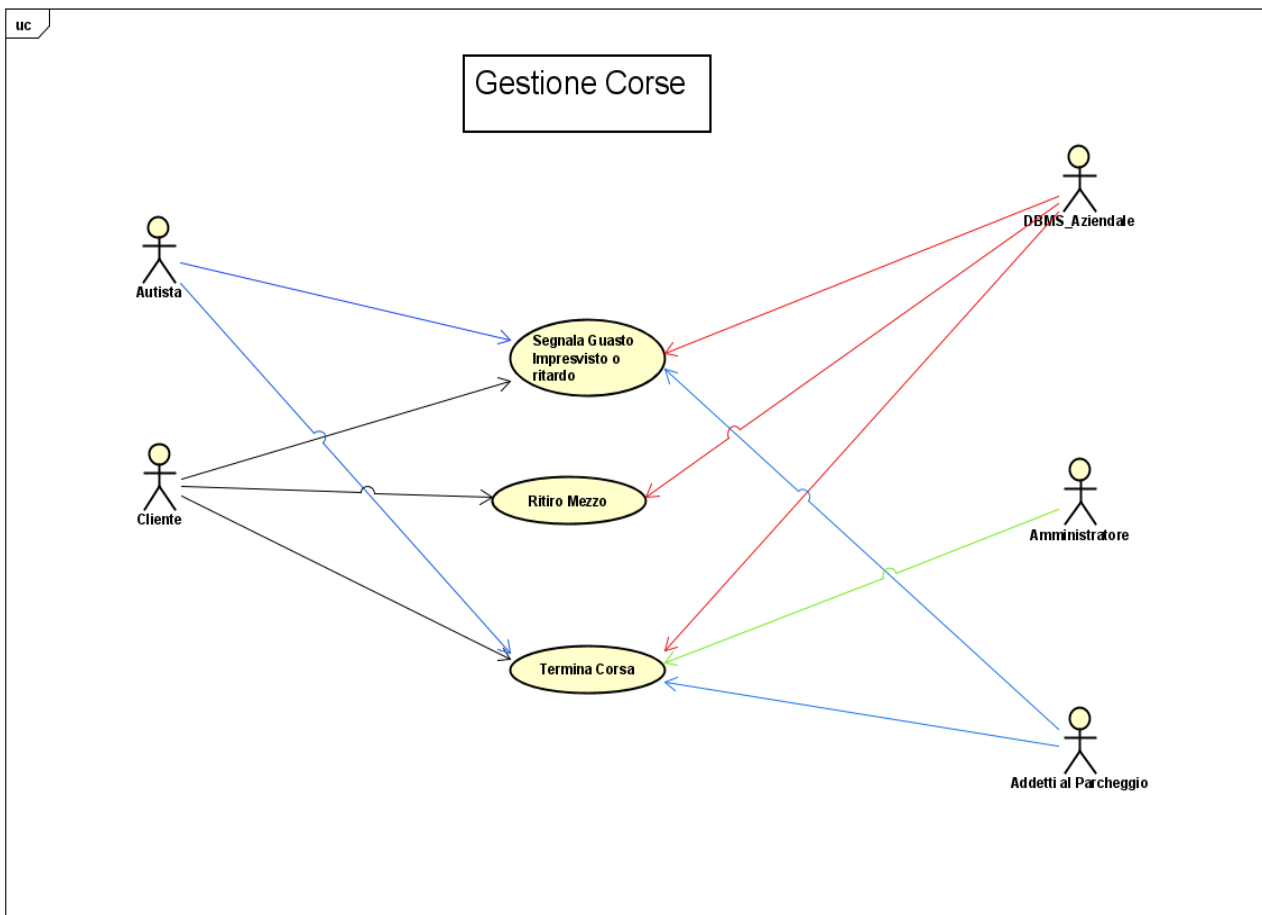 uc
Gestione Corse
DBMS_Aziendale
Autista
Segnala Guasto
Impresvisto o
ritardo
Cliente
Ritiro Mezzo
Amministratore
Termina Corsa
Addetti al Parcheggio